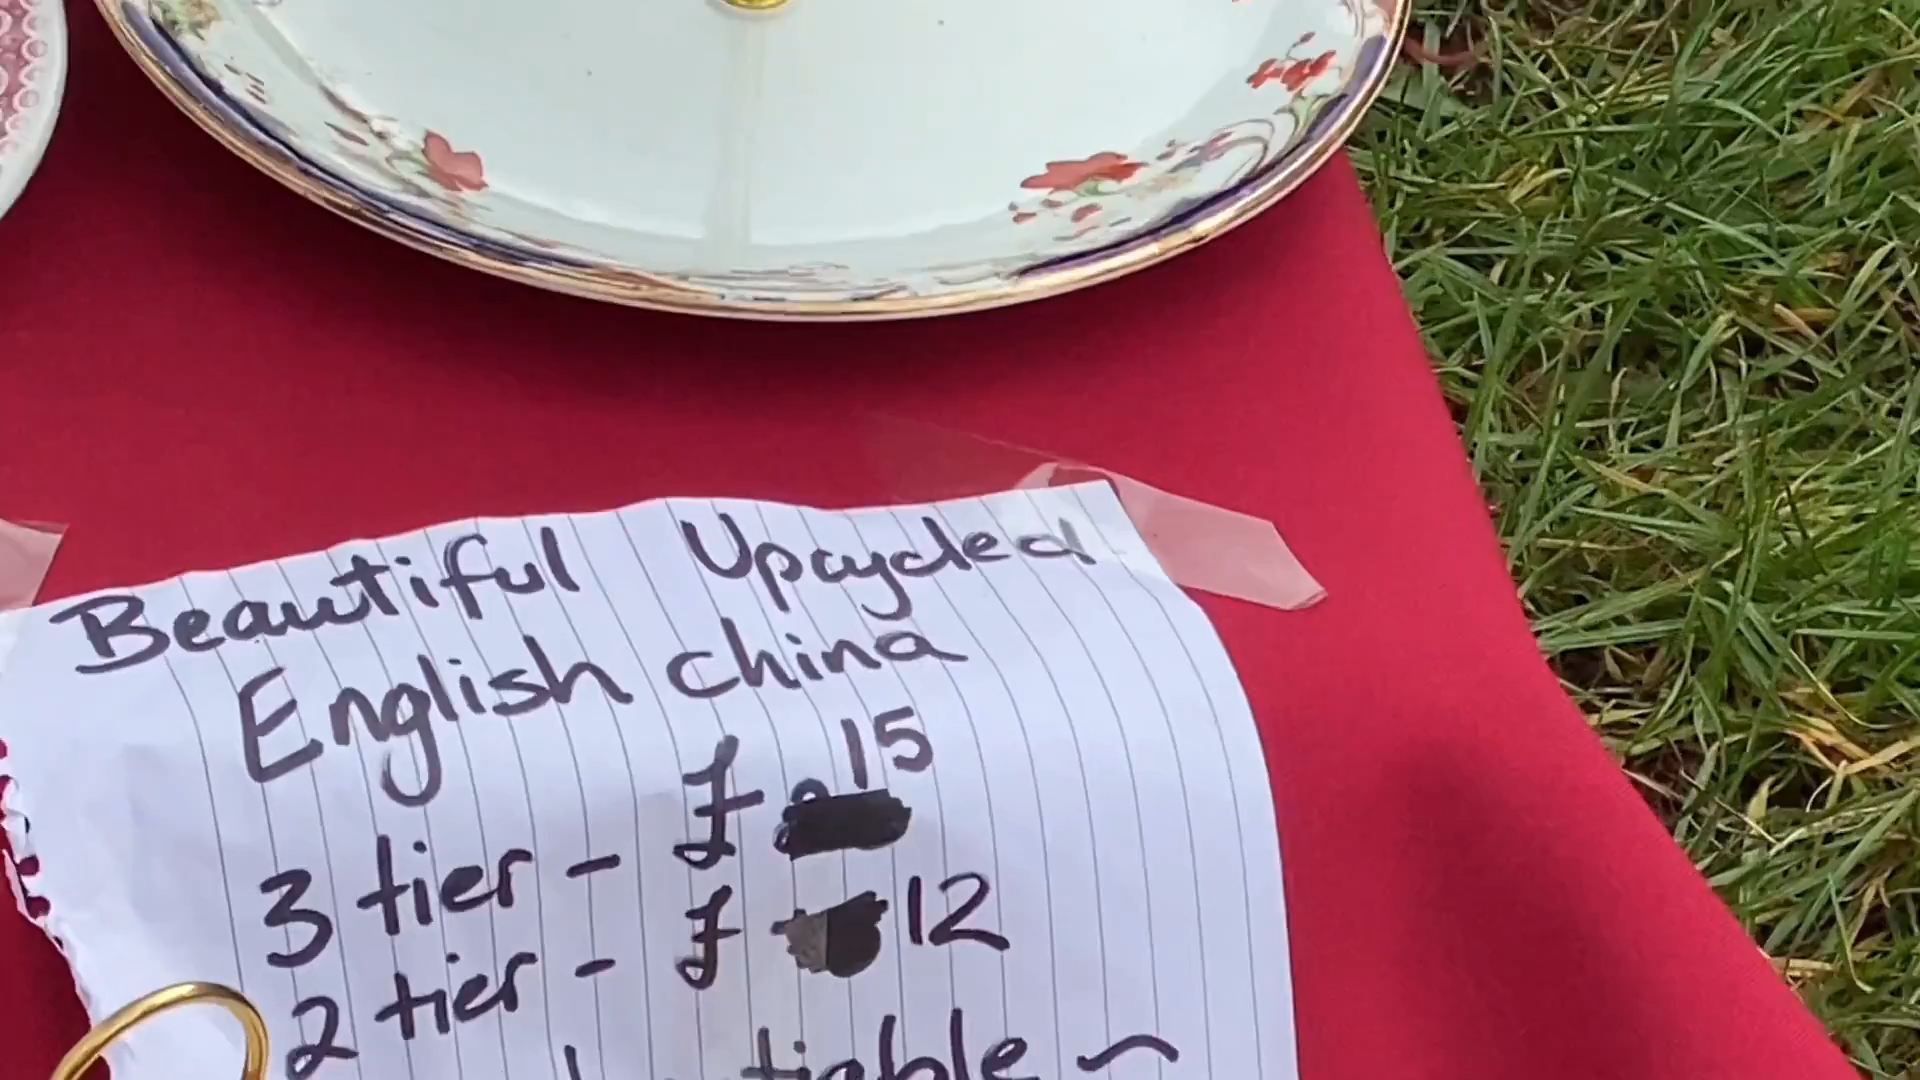 Beautiful Upcycled
English china
3 tier - £ 15
2 tier - £ 12